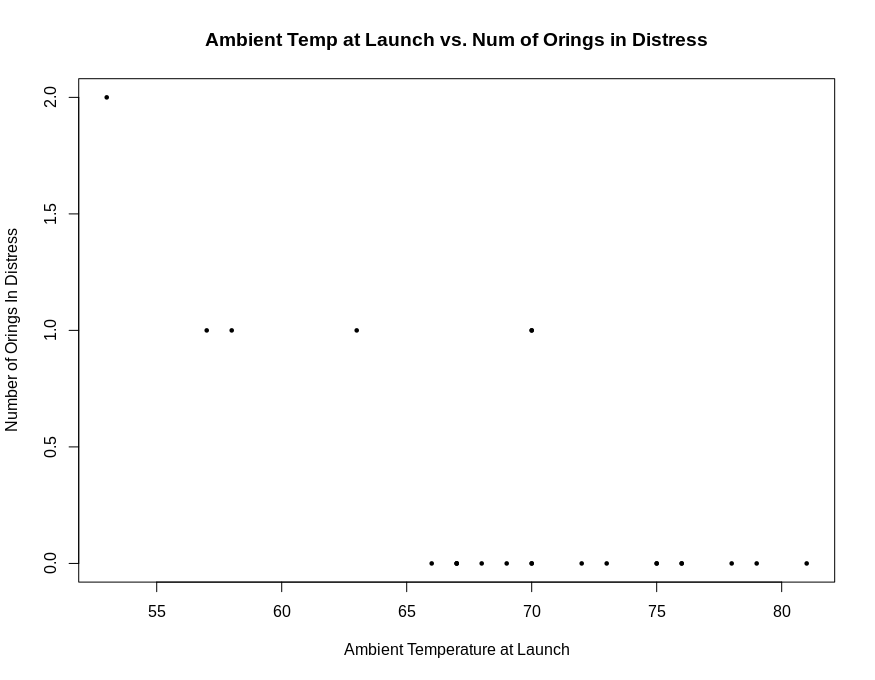 Ambient Temp at Launch vs. Num of Orings in Distress
Number of Orings In Distress
2.0
1.5
1.0
0.5
0.0
55 60 65 70 75 80
Ambient Temperature at Launch